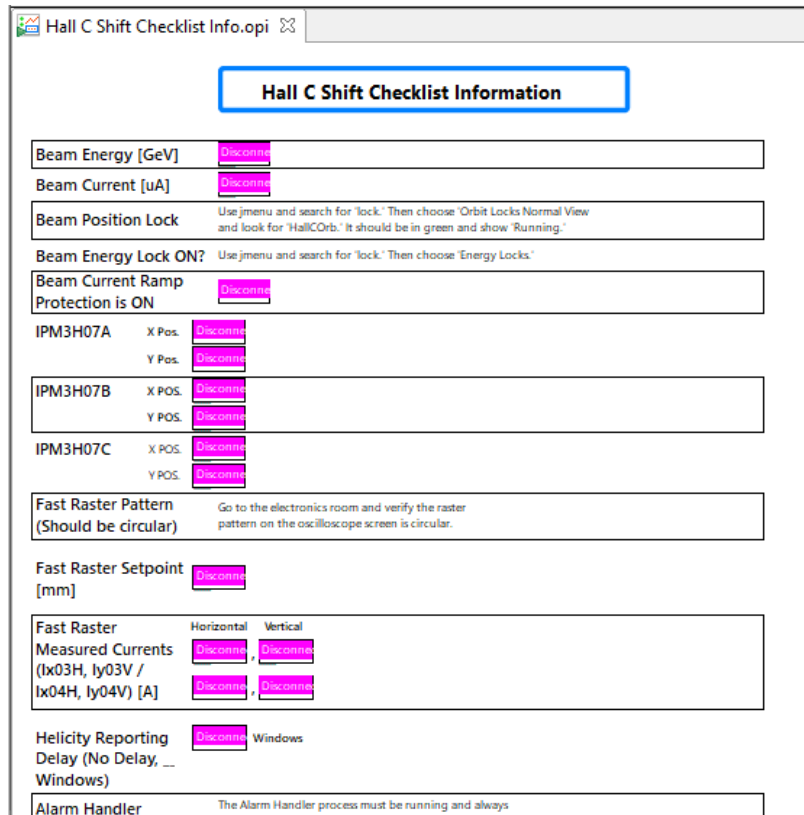 Hall C Shift Checklist Info.opi
Hall C Shift Checklist Information
Beam Energy [GeV] Disconne
Beam Current [uA] Disconne
Beam Position Lock
Use jmenu and search for 'lock.' Then choose 'Orbit Locks Normal View
and look for 'HallCOrb.' It should be in green and show 'Running.'
Beam Energy Lock ON? Use jmenu and search for 'lock.' Then choose 'Energy Locks.'
Beam Current Ramp
Protection is ON
Disconne
IPM3H07A X Pos. Disconne
Y Pos. Disconne
IPM3H07B X POS. Disconne
Y POS. Disconne
IPM3H07C X POS. Disconne
Y POS. Disconne
Fast Raster Pattern
(Should be circular)
Go to the electronics room and verify the raster
pattern on the oscilloscope screen is circular.
Fast Raster Setpoint
[mm]
Disconne
Fast Raster
Measured Currents
(Ix03H, Iy03V /
Ix04H, Iy04V) [A]
Horizontal Vertical
Disconne , Disconne
Disconne , Disconne
Helicity Reporting
Delay (No Delay, __
Windows)
Disconne Windows
Alarm Handler
The Alarm Handler process must be running and always